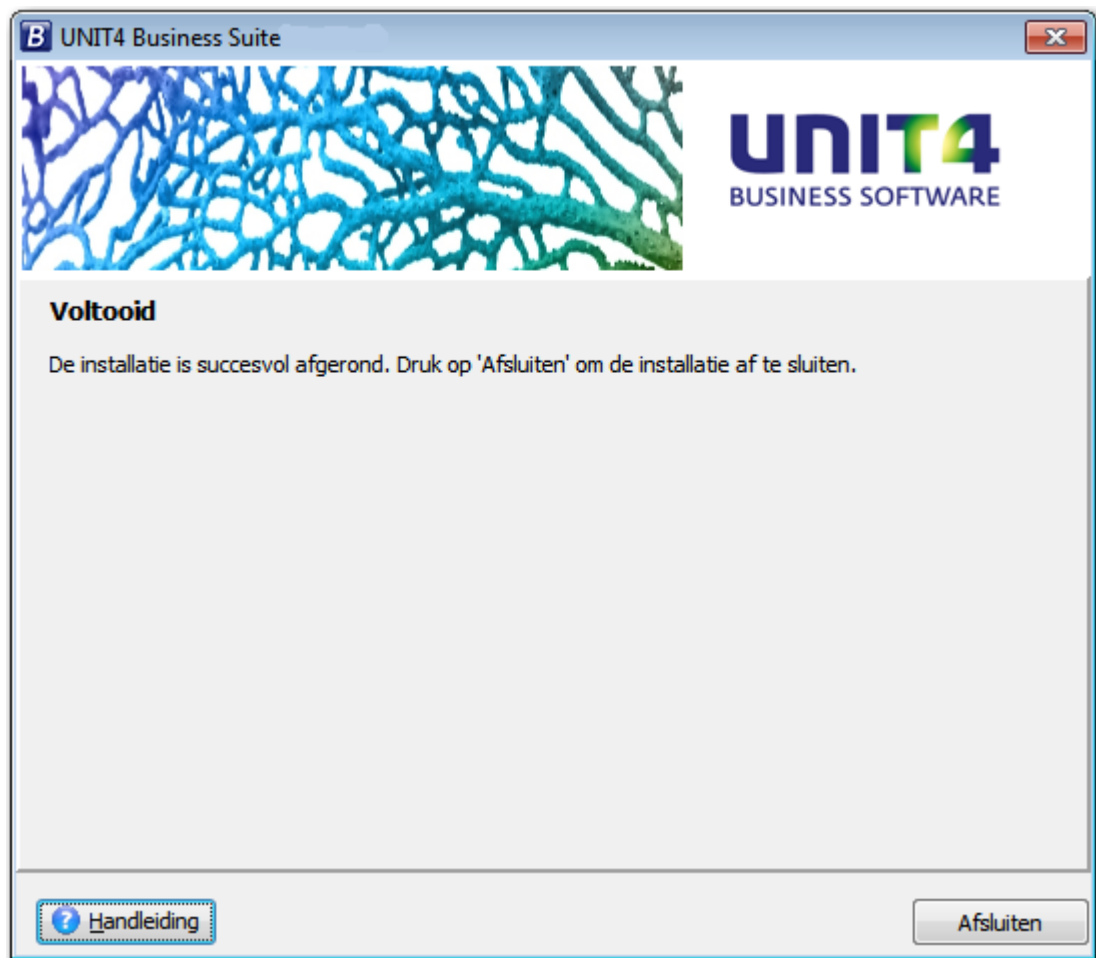 B UNIT4 Business Suite
UNIT4
BUSINESS SOFTWARE
Voltooid
De installatie is succesvol afgerond. Druk op 'Afsluiten' om de installatie af te sluiten.
? Handleiding
Afsluiten